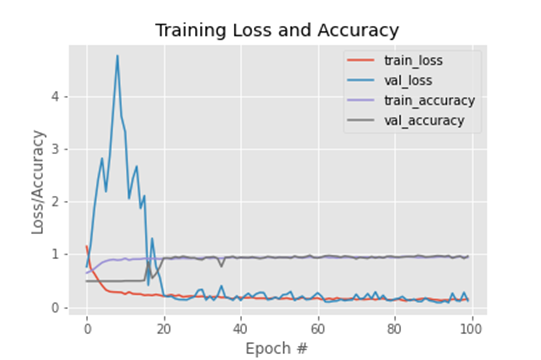 Training Loss and Accuracy
train_loss
val_loss
train_accuracy
val_accuracy
Loss/Accuracy
4
3
2
1
0
0 20 40 60 80 100
Epoch #